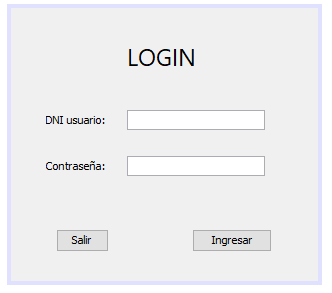 LOGIN
DNI usuario:
Contraseña:
Salir
Ingresar